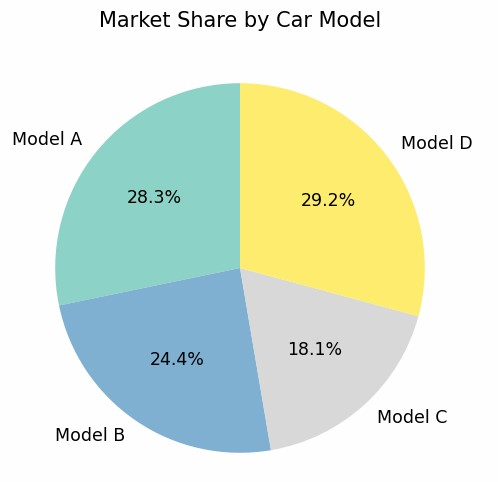 Market Share by Car Model
Model A
Model D
28.3%
29.2%
24.4%
18.1%
Model B
Model C